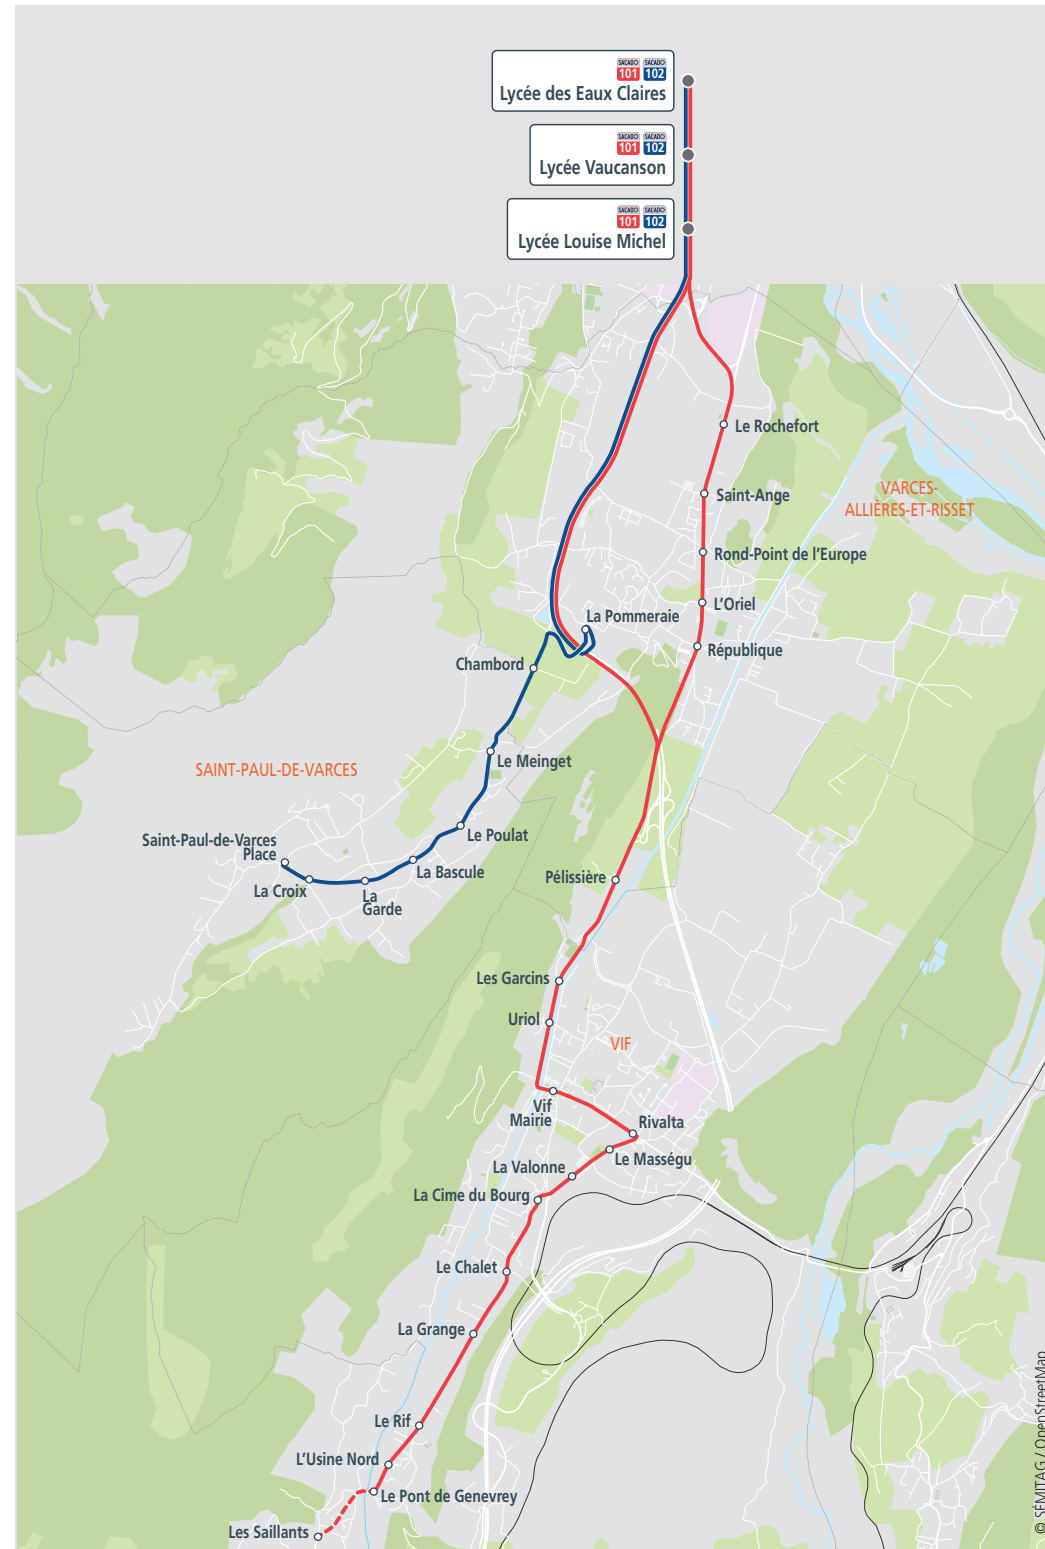 SACADO SACADO
101 102
Lycée des Eaux Claires
SACADO SACADO
101 102
Lycée Vaucanson
SACADO SACADO
101 102
Lycée Louise Michel
Le Rochefort
Saint-Ange
VARCES-
ALLIÈRES-ET-RISSET
Rond-Point de l'Europe
L'Oriel
La Pommeraie
République
Chambord
Le Meinget
SAINT-PAUL-DE-VARCES
Le Poulat
Saint-Paul-de-Varces
Place
La Bascule
La Croix
La
Garde
Pélissière
Les Garcins
Uriol
VIF
Vif
Mairie
Rivalta
Le Masségu
La Valonne
La Cime du Bourg
Le Chalet
La Grange
Le Rif
L'Usine Nord
Le Pont de Genevrey
Les Saillants
© SÉMITAG / OpenStreetMap